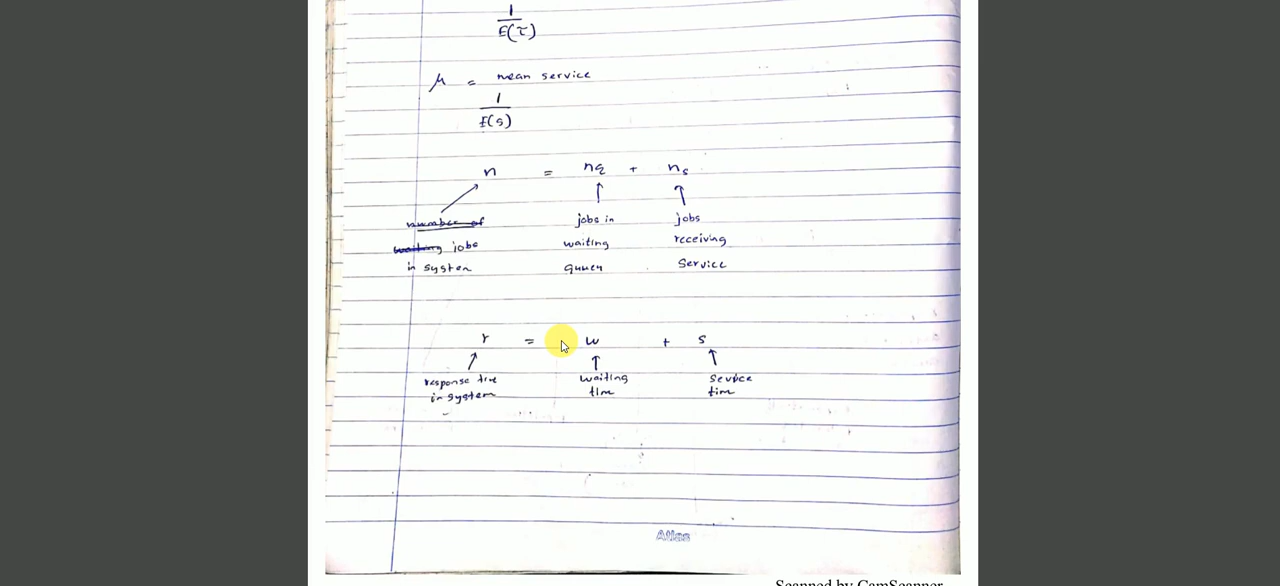 1
E(τ)
μ = mean service
1
E(s)
n = nq + ns
number of jobs in jobs
waiting jobs waiting receiving
in system queue Service
r = w + s
response time waiting service
in system time time
Atlas
Scanned by CamScanner